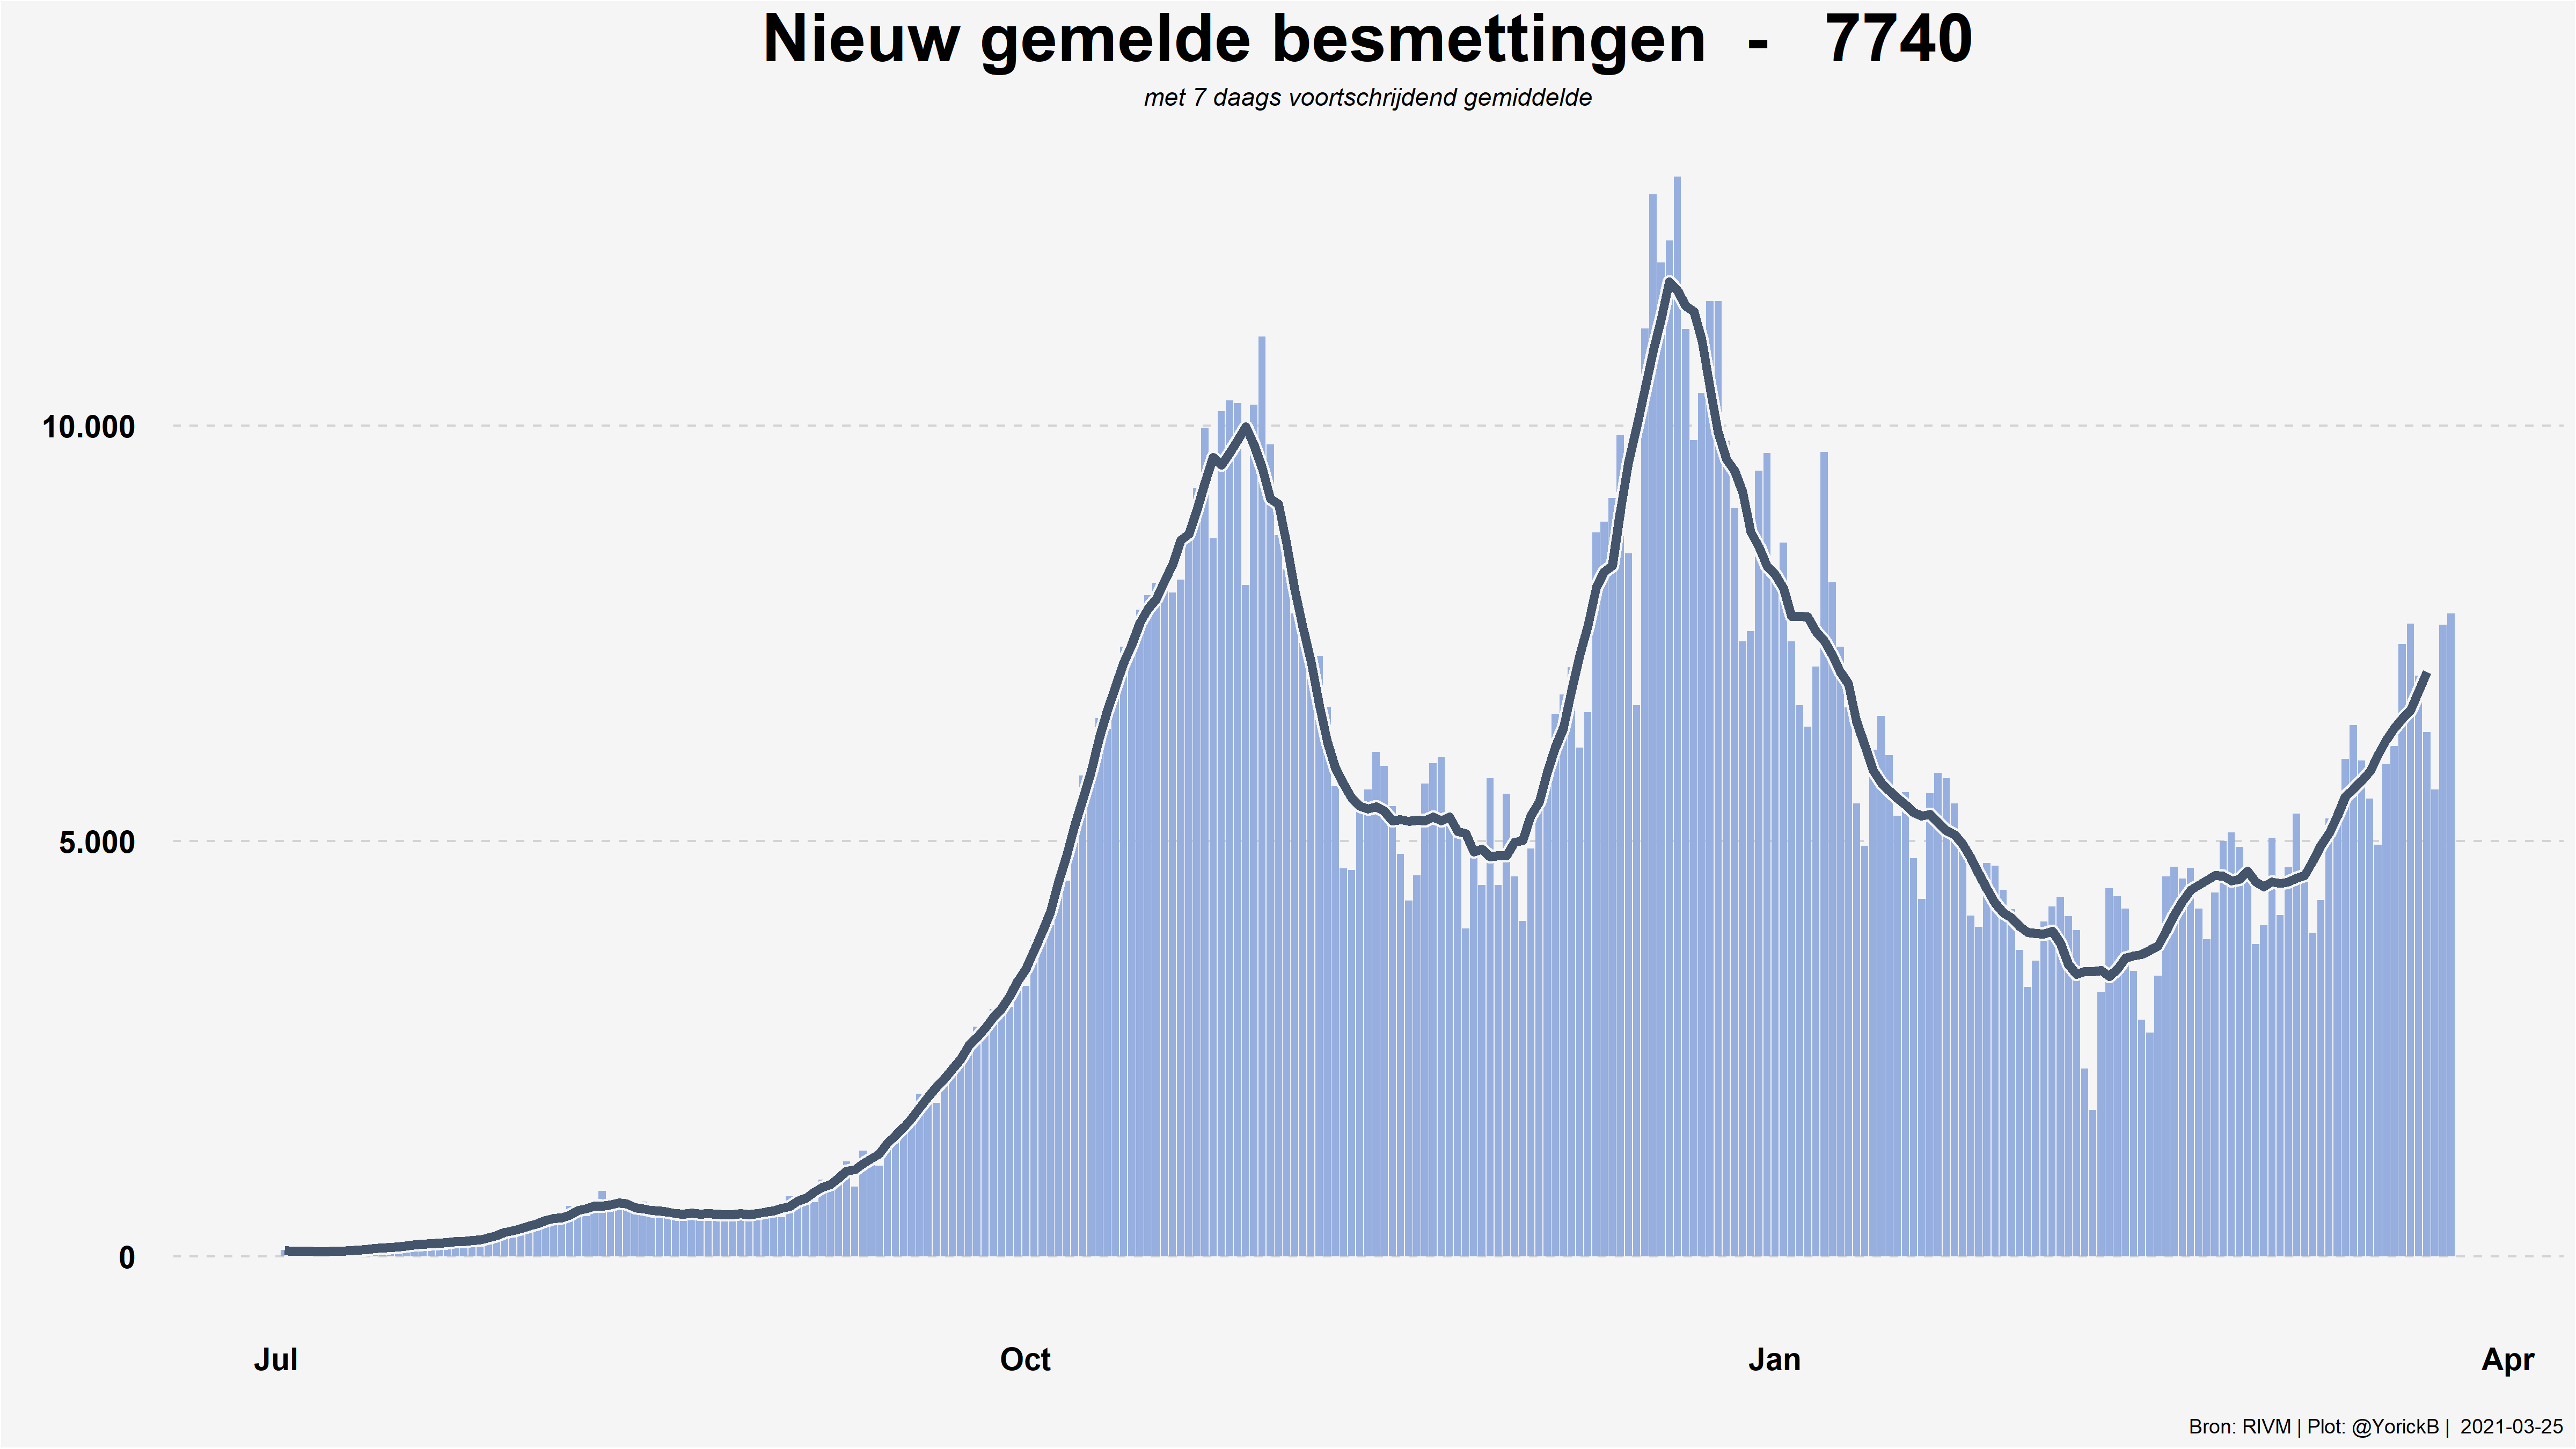 Nieuw gemelde besmettingen - 7740
met 7 daags voortschrijdend gemiddelde
10.000
5.000
0
Jul Oct Jan Apr
Bron: RIVM | Plot: @YorickB | 2021-03-25